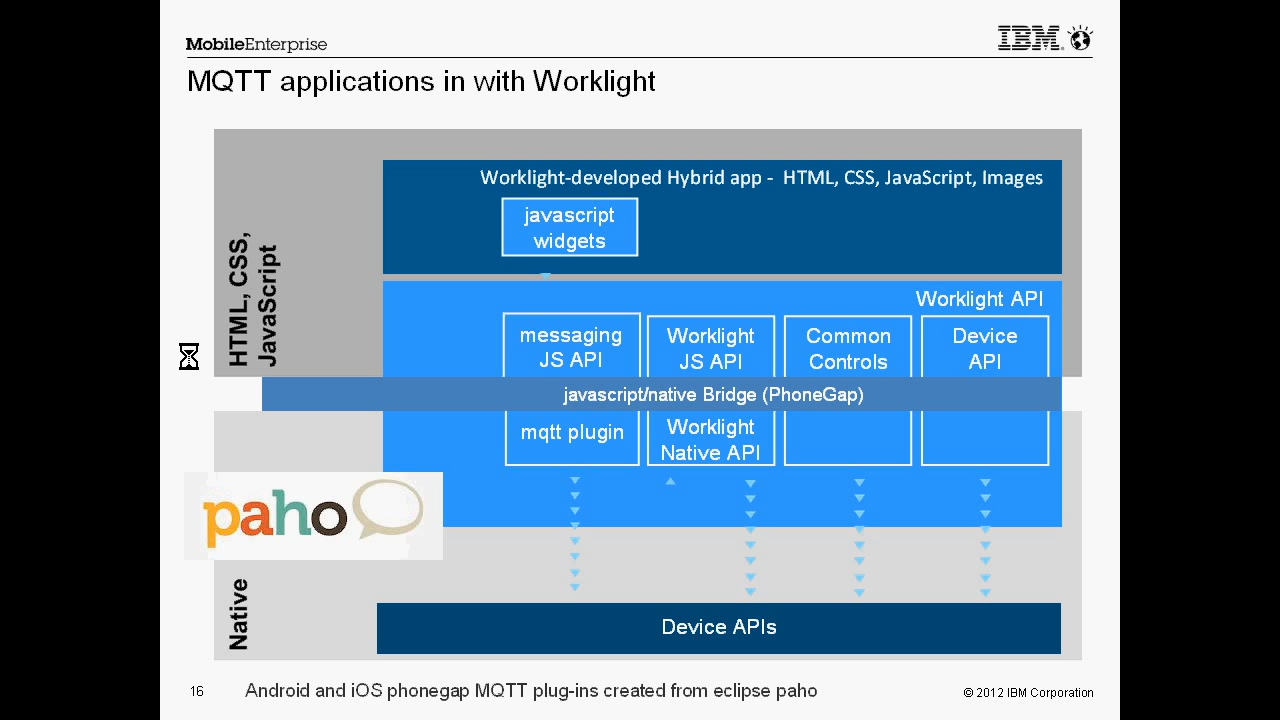 MobileEnterprise
IBM
MQTT applications in with Worklight
HTML, CSS,
JavaScript
Worklight-developed Hybrid app - HTML, CSS, JavaScript, Images
javascript
widgets
Worklight API
messaging
JS API
Worklight
JS API
Common
Controls
Device
API
javascript/native Bridge (PhoneGap)
mqtt plugin
Worklight
Native API
paho
Native
Device APIs
16
Android and iOS phonegap MQTT plug-ins created from eclipse paho
© 2012 IBM Corporation